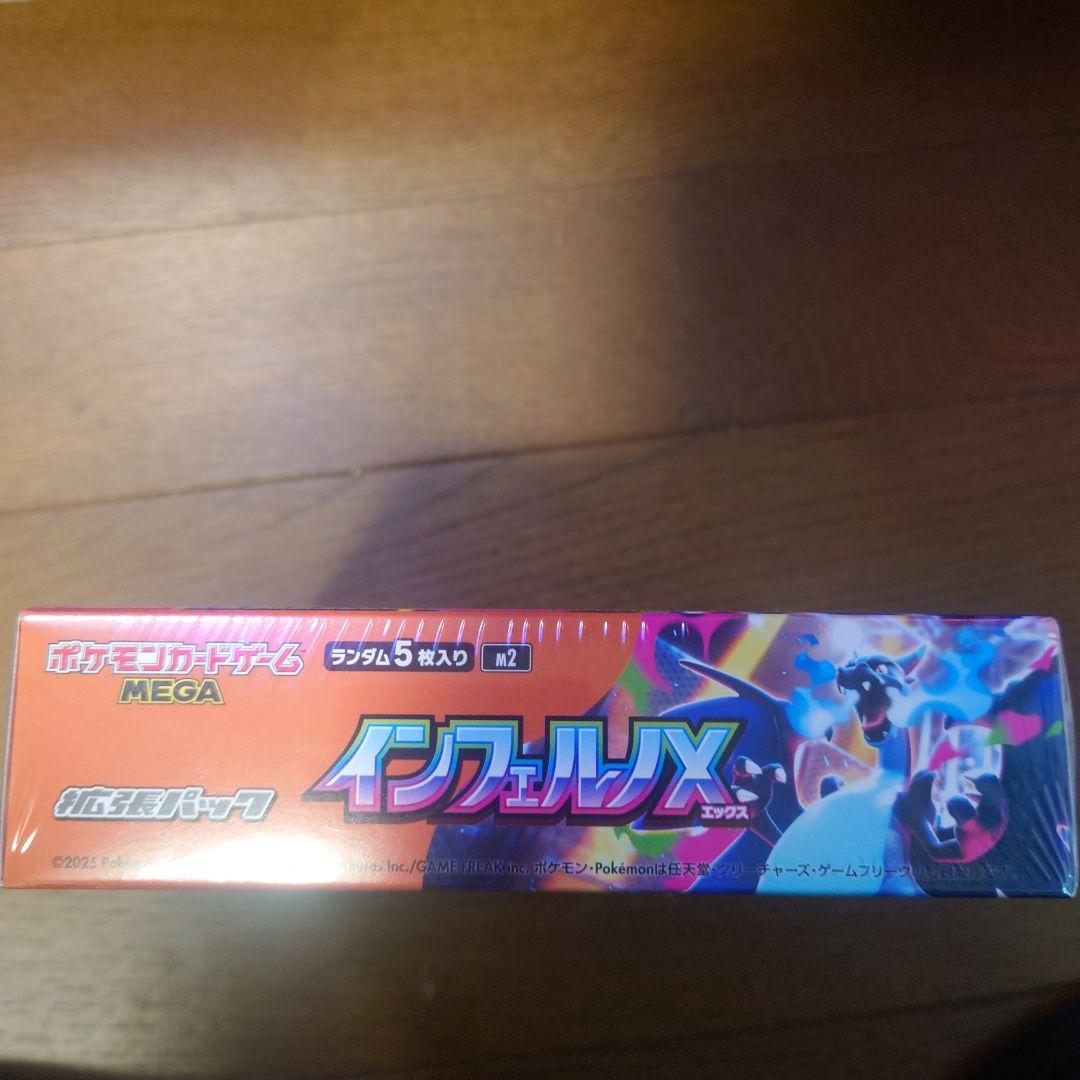 ポケモンカードゲーム
MEGA
ランダム5枚入り
M2
インフェルノX
エックス
拡張パック
©2025 Pokém Inc./GAME FREAK inc. ポケモン・Pokémonは任天堂・クリーチャーズ・ゲームフリークの